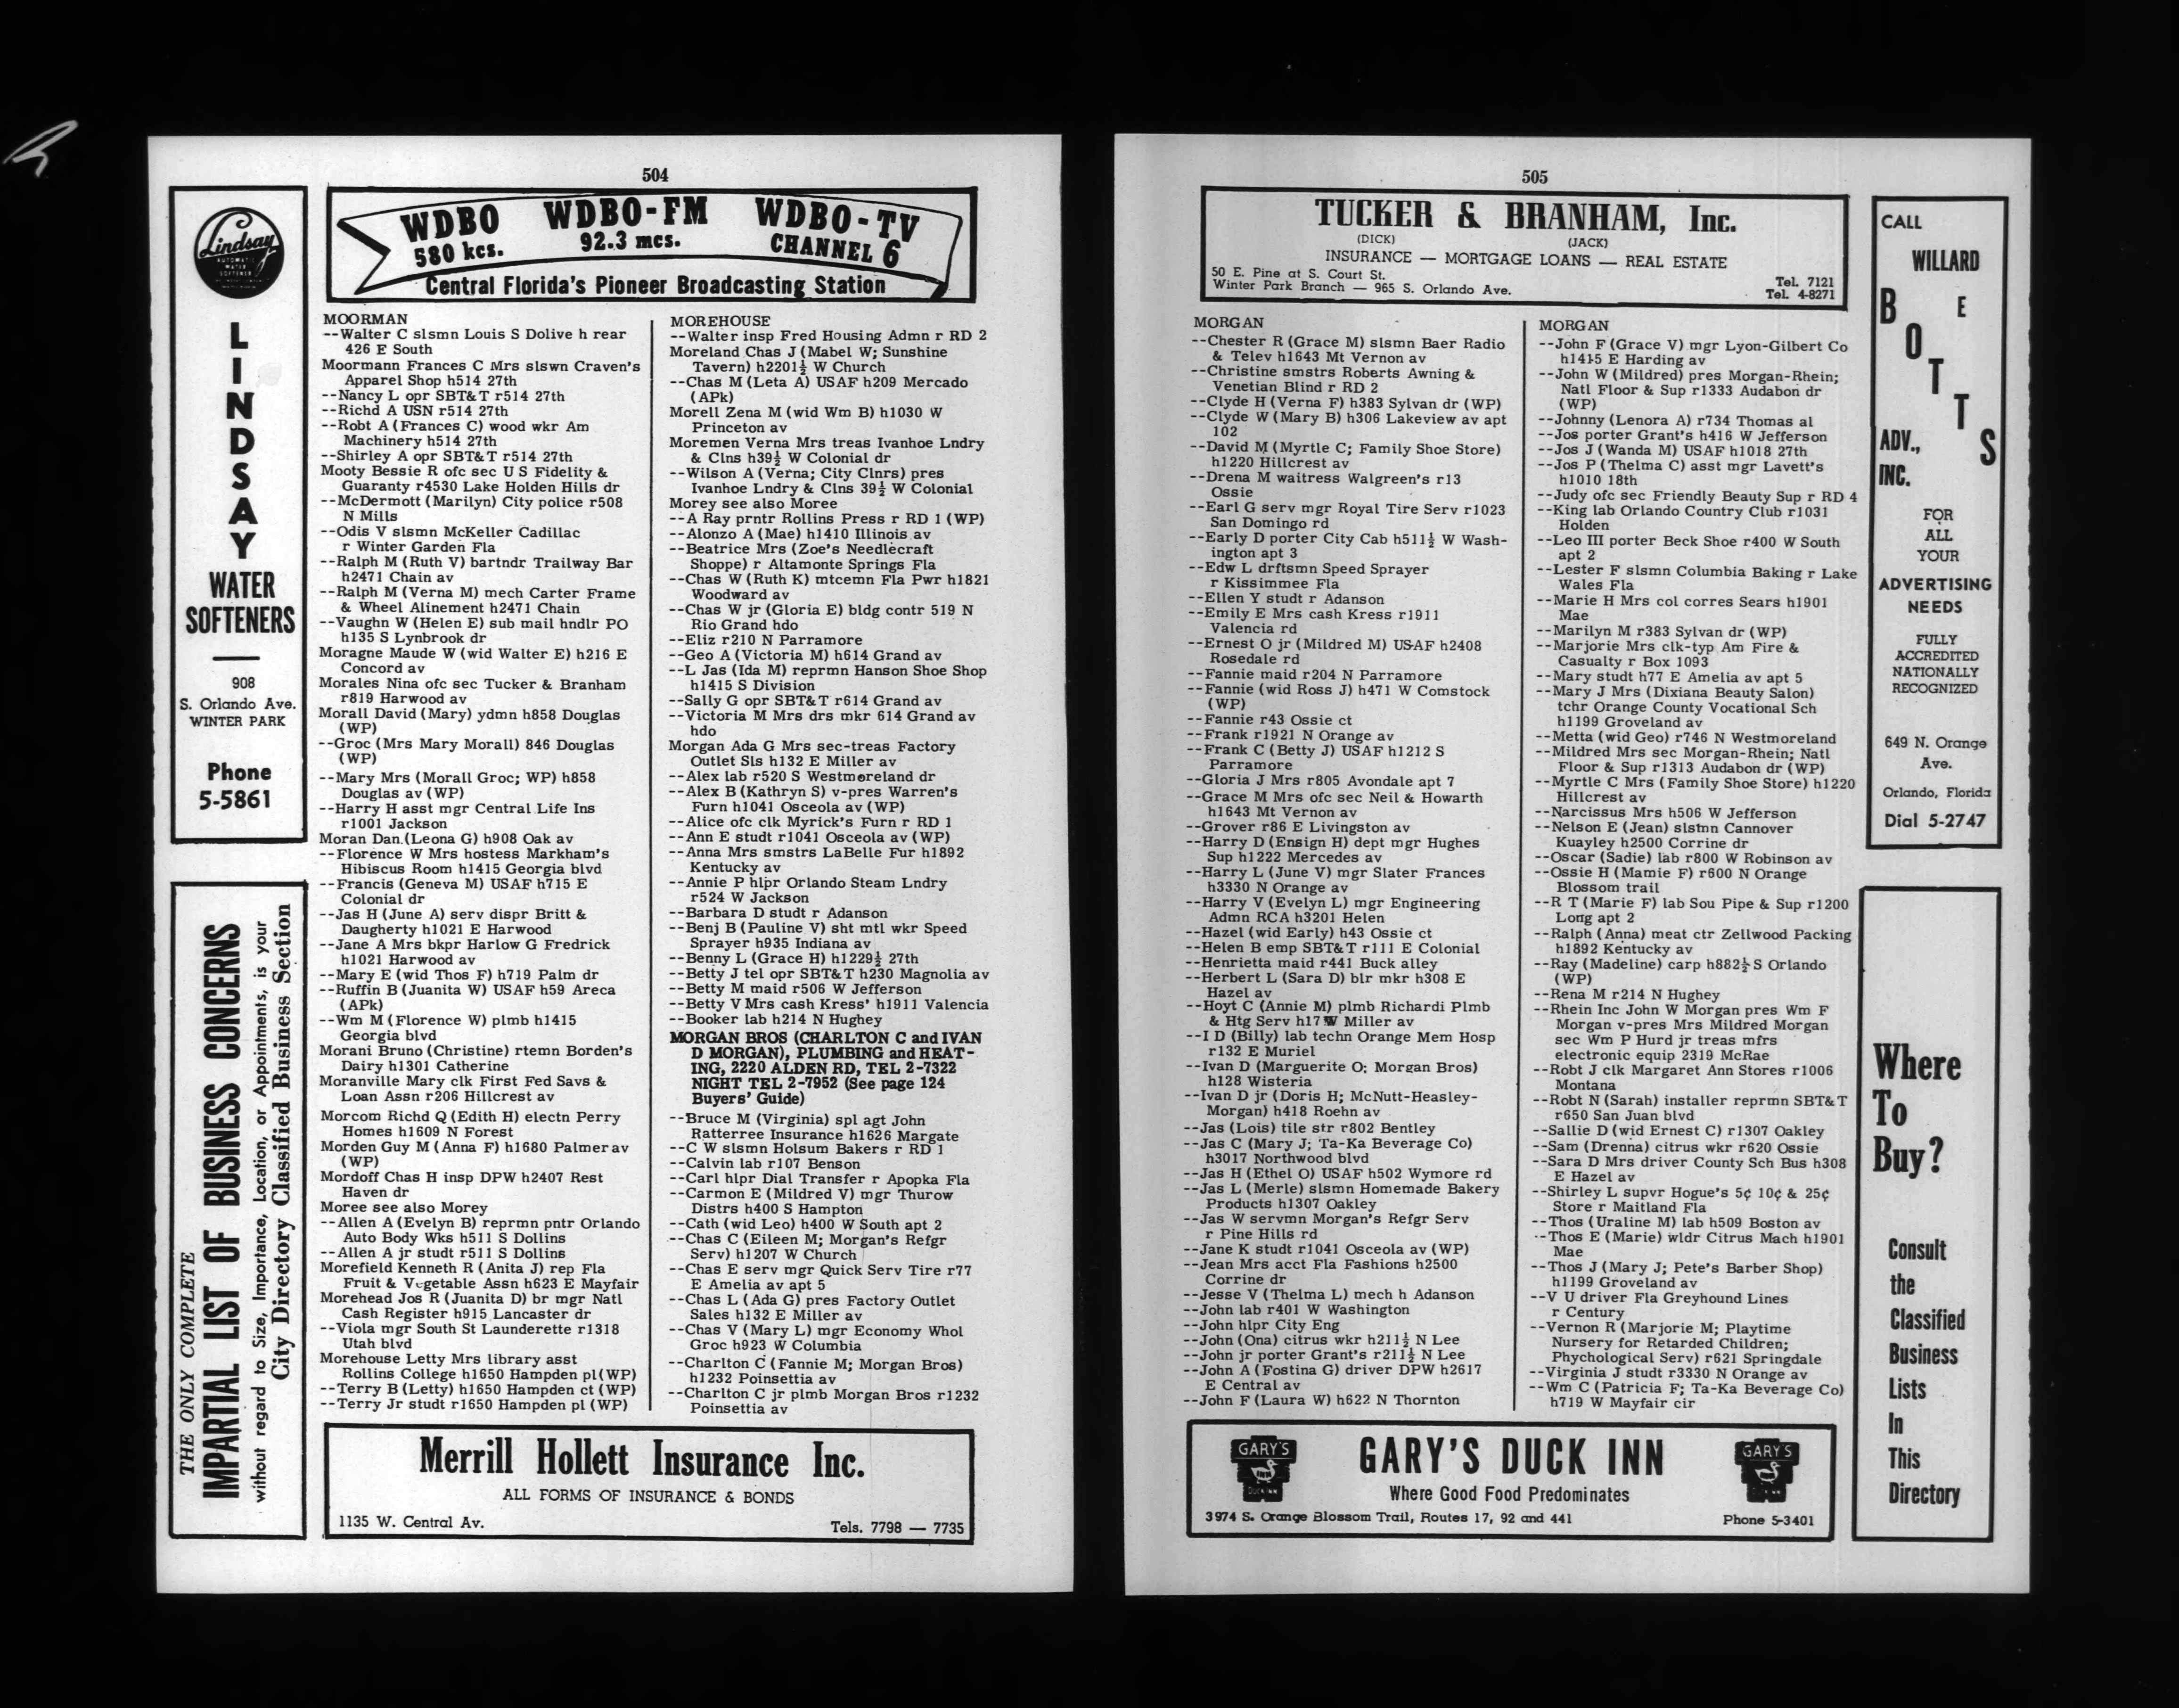 504
Lindsay
AUTOMATIC
WATER
SOFTENER
LINDSAY
WATER
SOFTENERS
908
S. Orlando Ave.
WINTER PARK
Phone
5-5861
THE ONLY COMPLETE
IMPARTIAL LIST OF BUSINESS CONCERNS
without regard to Size, Importance, Location, or Appointments, is your
City Directory Classified Business Section
WDBO WDBO-FM WDBO-TV
580 kcs. 92.3 mcs. CHANNEL 6
Central Florida's Pioneer Broadcasting Station
MOORMAN
--Walter C slsmn Louis S Dolive h rear
426 E South
Moormann Frances C Mrs slswn Craven's
Apparel Shop h514 27th
--Nancy L opr SBT&T r514 27th
--Richd A USN r514 27th
--Robt A (Frances C) wood wkr Am
Machinery h514 27th
--Shirley A opr SBT&T r514 27th
Mooty Bessie R ofc sec U S Fidelity &
Guaranty r4530 Lake Holden Hills dr
--McDermott (Marilyn) City police r508
N Mills
--Odis V slsmn McKeller Cadillac
r Winter Garden Fla
--Ralph M (Ruth V) bartndr Trailway Bar
h2471 Chain av
--Ralph M (Verna M) mech Carter Frame
& Wheel Alinement h2471 Chain
--Vaughn W (Helen E) sub mail hndlr PO
h135 S Lynbrook dr
Moragne Maude W (wid Walter E) h216 E
Concord av
Morales Nina ofc sec Tucker & Branham
r819 Harwood av
Morall David (Mary) ydmn h858 Douglas
(WP)
--Groc (Mrs Mary Morall) 846 Douglas
(WP)
--Mary Mrs (Morall Groc; WP) h858
Douglas av (WP)
--Harry H asst mgr Central Life Ins
r1001 Jackson
Moran Dan (Leona G) h908 Oak av
--Florence W Mrs hostess Markham's
Hibiscus Room h1415 Georgia blvd
--Francis (Geneva M) USAF h715 E
Colonial dr
--Jas H (June A) serv dispr Britt &
Daugherty h1021 E Harwood
--Jane A Mrs bkpr Harlow G Fredrick
h1021 Harwood av
--Mary E (wid Thos F) h719 Palm dr
--Ruffin B (Juanita W) USAF h59 Areca
(APk)
--Wm M (Florence W) plmb h1415
Georgia blvd
Morani Bruno (Christine) rtemn Borden's
Dairy h1301 Catherine
Moranville Mary clk First Fed Savs &
Loan Assn r206 Hillcrest av
Morcom Richd Q (Edith H) electn Perry
Homes h1609 N Forest
Morden Guy M (Anna F) h1680 Palmer av
(WP)
Mordoff Chas H insp DPW h2407 Rest
Haven dr
Moree see also Morey
--Allen A (Evelyn B) reprmn pntr Orlando
Auto Body Wks h511 S Dollins
--Allen A jr studt r511 S Dollins
Morefield Kenneth R (Anita J) rep Fla
Fruit & Vegetable Assn h623 E Mayfair
Morehead Jos R (Juanita D) br mgr Natl
Cash Register h915 Lancaster dr
--Viola mgr South St Launderette r1318
Utah blvd
Morehouse Letty Mrs library asst
Rollins College h1650 Hampden pl (WP)
--Terry B (Letty) h1650 Hampden ct (WP)
--Terry Jr studt r1650 Hampden pl (WP)
MOREHOUSE
--Walter insp Fred Housing Admn r RD 2
Moreland Chas J (Mabel W; Sunshine
Tavern) h2201½ W Church
--Chas M (Leta A) USAF h209 Mercado
(APk)
Morell Zena M (wid Wm B) h1030 W
Princeton av
Moremen Verna Mrs treas Ivanhoe Lndry
& Clns h39½ W Colonial dr
--Wilson A (Verna; City Clnrs) pres
Ivanhoe Lndry & Clns 39½ W Colonial
Morey see also Moree
--A Ray prntr Rollins Press r RD 1 (WP)
--Alonzo A (Mae) h1410 Illinois av
--Beatrice Mrs (Zoe's Needlecraft
Shoppe) r Altamonte Springs Fla
--Chas W (Ruth K) mtcemn Fla Pwr h1821
Woodward av
--Chas W jr (Gloria E) bldg contr 519 N
Rio Grand hdo
--Eliz r210 N Parramore
--Geo A (Victoria M) h614 Grand av
--L Jas (Ida M) reprmn Hanson Shoe Shop
h1415 S Division
--Sally G opr SBT&T r614 Grand av
--Victoria M Mrs drs mkr 614 Grand av
hdo
Morgan Ada G Mrs sec-treas Factory
Outlet Sls h132 E Miller av
--Alex lab r520 S Westmoreland dr
--Alex B (Kathryn S) v-pres Warren's
Furn h1041 Osceola av (WP)
--Alice ofc clk Myrick's Furn r RD 1
--Ann E studt r1041 Osceola av (WP)
--Anna Mrs smstrs LaBelle Fur h1892
Kentucky av
--Annie P hlpr Orlando Steam Lndry
r524 W Jackson
--Barbara D studt r Adanson
--Benj B (Pauline V) sht mtl wkr Speed
Sprayer h935 Indiana av
--Benny L (Grace H) h1229½ 27th
--Betty J tel opr SBT&T h230 Magnolia av
--Betty M maid r506 W Jefferson
--Betty V Mrs cash Kress' h1911 Valencia
--Booker lab h214 N Hughey
MORGAN BROS (CHARLTON C and IVAN
D MORGAN), PLUMBING and HEAT-
ING, 2220 ALDEN RD, TEL 2-7322
NIGHT TEL 2-7952 (See page 124
Buyers' Guide)
--Bruce M (Virginia) spl agt John
Ratterree Insurance h1626 Margate
--C W slsmn Holsum Bakers r RD 1
--Calvin lab r107 Benson
--Carl hlpr Dial Transfer r Apopka Fla
--Carmon E (Mildred V) mgr Thurow
Distrs h400 S Hampton
--Cath (wid Leo) h400 W South apt 2
--Chas C (Eileen M; Morgan's Refgr
Serv) h1207 W Church
--Chas E serv mgr Quick Serv Tire r77
E Amelia av apt 5
--Chas L (Ada G) pres Factory Outlet
Sales h132 E Miller av
--Chas V (Mary L) mgr Economy Whol
Groc h923 W Columbia
--Charlton C (Fannie M; Morgan Bros)
h1232 Poinsettia av
--Charlton C jr plmb Morgan Bros r1232
Poinsettia av
Merrill Hollett Insurance Inc.
ALL FORMS OF INSURANCE & BONDS
1135 W. Central Av. Tels. 7798 — 7735
505
TUCKER & BRANHAM, Inc.
(DICK) (JACK)
INSURANCE — MORTGAGE LOANS — REAL ESTATE
50 E. Pine at S. Court St. Tel. 7121
Winter Park Branch — 965 S. Orlando Ave. Tel. 4-8271
MORGAN
--Chester R (Grace M) slsmn Baer Radio
& Telev h1643 Mt Vernon av
--Christine smstrs Roberts Awning &
Venetian Blind r RD 2
--Clyde H (Verna F) h383 Sylvan dr (WP)
--Clyde W (Mary B) h306 Lakeview av apt
102
--David M (Myrtle C; Family Shoe Store)
h1220 Hillcrest av
--Drena M waitress Walgreen's r13
Ossie
--Earl G serv mgr Royal Tire Serv r1023
San Domingo rd
--Early D porter City Cab h511½ W Wash-
ington apt 3
--Edw L drftsmn Speed Sprayer
r Kissimmee Fla
--Ellen Y studt r Adanson
--Emily E Mrs cash Kress r1911
Valencia rd
--Ernest O jr (Mildred M) USAF h2408
Rosedale rd
--Fannie maid r204 N Parramore
--Fannie (wid Ross J) h471 W Comstock
(WP)
--Fannie r43 Ossie ct
--Frank r1921 N Orange av
--Frank C (Betty J) USAF h1212 S
Parramore
--Gloria J Mrs r805 Avondale apt 7
--Grace M Mrs ofc sec Neil & Howarth
h1643 Mt Vernon av
--Grover r86 E Livingston av
--Harry D (Ensign H) dept mgr Hughes
Sup h1222 Mercedes av
--Harry L (June V) mgr Slater Frances
h3330 N Orange av
--Harry V (Evelyn L) mgr Engineering
Admn RCA h3201 Helen
--Hazel (wid Early) h43 Ossie ct
--Helen B emp SBT&T r111 E Colonial
--Henrietta maid r441 Buck alley
--Herbert L (Sara D) blr mkr h308 E
Hazel av
--Hoyt C (Annie M) plmb Richardi Plmb
& Htg Serv h17 W Miller av
--I D (Billy) lab techn Orange Mem Hosp
r132 E Muriel
--Ivan D (Marguerite O; Morgan Bros)
h128 Wisteria
--Ivan D jr (Doris H; McNutt-Heasley-
Morgan) h418 Roehn av
--Jas (Lois) tile str r802 Bentley
--Jas C (Mary J; Ta-Ka Beverage Co)
h3017 Northwood blvd
--Jas H (Ethel O) USAF h502 Wymore rd
--Jas L (Merle) slsmn Homemade Bakery
Products h1307 Oakley
--Jas W servmn Morgan's Refgr Serv
r Pine Hills rd
--Jane K studt r1041 Osceola av (WP)
--Jean Mrs acct Fla Fashions h2500
Corrine dr
--Jesse V (Thelma L) mech h Adanson
--John lab r401 W Washington
--John hlpr City Eng
--John (Ona) citrus wkr h211½ N Lee
--John jr porter Grant's r211½ N Lee
--John A (Fostina G) driver DPW h2617
E Central av
--John F (Laura W) h622 N Thornton
MORGAN
--John F (Grace V) mgr Lyon-Gilbert Co
h1415 E Harding av
--John W (Mildred) pres Morgan-Rhein;
Natl Floor & Sup r1333 Audabon dr
(WP)
--Johnny (Lenora A) r734 Thomas al
--Jos porter Grant's h416 W Jefferson
--Jos J (Wanda M) USAF h1018 27th
--Jos P (Thelma C) asst mgr Lavett's
h1010 18th
--Judy ofc sec Friendly Beauty Sup r RD 4
--King lab Orlando Country Club r1031
Holden
--Leo III porter Beck Shoe r400 W South
apt 2
--Lester F slsmn Columbia Baking r Lake
Wales Fla
--Marie H Mrs col corres Sears h1901
Mae
--Marilyn M r383 Sylvan dr (WP)
--Marjorie Mrs clk-typ Am Fire &
Casualty r Box 1093
--Mary studt h77 E Amelia av apt 5
--Mary J Mrs (Dixiana Beauty Salon)
tchr Orange County Vocational Sch
h1199 Groveland av
--Metta (wid Geo) r746 N Westmoreland
--Mildred Mrs sec Morgan-Rhein; Natl
Floor & Sup r1313 Audabon dr (WP)
--Myrtle C Mrs (Family Shoe Store) h1220
Hillcrest av
--Narcissus Mrs h506 W Jefferson
--Nelson E (Jean) slsmn Cannover
Kuayley h2500 Corrine dr
--Oscar (Sadie) lab r800 W Robinson av
--Ossie H (Mamie F) r600 N Orange
Blossom trail
--R T (Marie F) lab Sou Pipe & Sup r1200
Long apt 2
--Ralph (Anna) meat ctr Zellwood Packing
h1892 Kentucky av
--Ray (Madeline) carp h882½ S Orlando
(WP)
--Rena M r214 N Hughey
--Rhein Inc John W Morgan pres Wm F
Morgan v-pres Mrs Mildred Morgan
sec Wm P Hurd jr treas mfrs
electronic equip 2319 McRae
--Robt J clk Margaret Ann Stores r1006
Montana
--Robt N (Sarah) installer reprmn SBT&T
r650 San Juan blvd
--Sallie D (wid Ernest C) r1307 Oakley
--Sam (Drenna) citrus wkr r620 Ossie
--Sara D Mrs driver County Sch Bus h308
E Hazel av
--Shirley L supvr Hogue's 5¢ 10¢ & 25¢
Store r Maitland Fla
--Thos (Uraline M) lab h509 Boston av
--Thos E (Marie) wldr Citrus Mach h1901
Mae
--Thos J (Mary J; Pete's Barber Shop)
h1199 Groveland av
--V U driver Fla Greyhound Lines
r Century
--Vernon R (Marjorie M; Playtime
Nursery for Retarded Children;
Phychological Serv) r621 Springdale
--Virginia J studt r3330 N Orange av
--Wm C (Patricia F; Ta-Ka Beverage Co)
h719 W Mayfair cir
GARY'S DUCK INN
GARY'S
INN
DUCK INN
GARY'S
Where Good Food Predominates
3974 S. Orange Blossom Trail, Routes 17, 92 and 441 Phone 5-3401
CALL
WILLARD E
BOTTS
ADV.,
INC.
FOR
ALL
YOUR
ADVERTISING
NEEDS
FULLY
ACCREDITED
NATIONALLY
RECOGNIZED
649 N. Orange
Ave.
Orlando, Florida
Dial 5-2747
Where
To
Buy?
Consult
the
Classified
Business
Lists
In
This
Directory